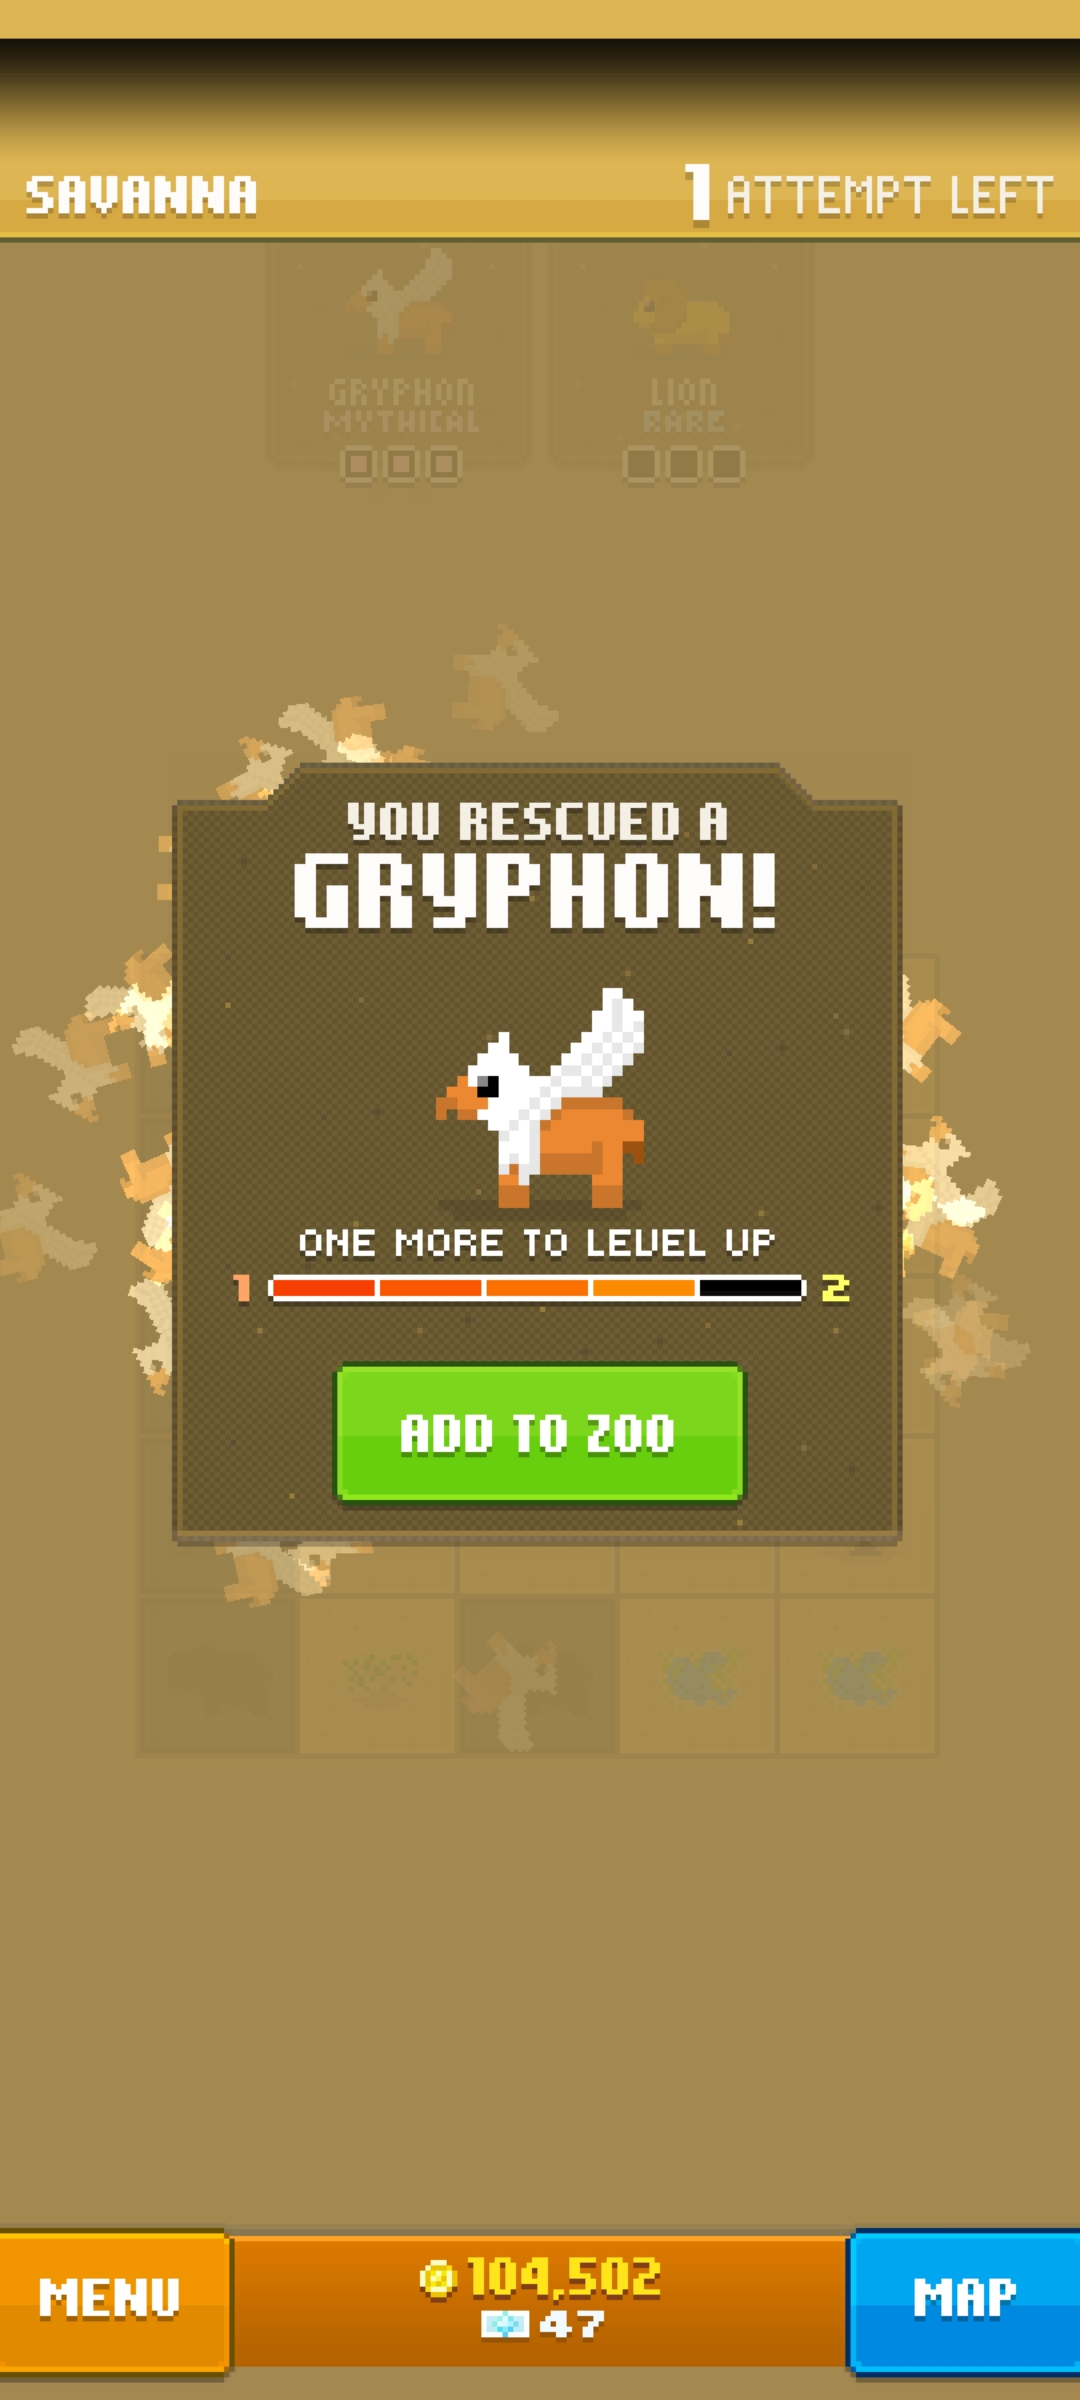 SAVANNA
1 ATTEMPT LEFT
GRYPHON
MYTHICAL
LION
RARE
YOU RESCUED A
GRYPHON!
ONE MORE TO LEVEL UP
1 2
ADD TO ZOO
MENU
104,502
47
MAP